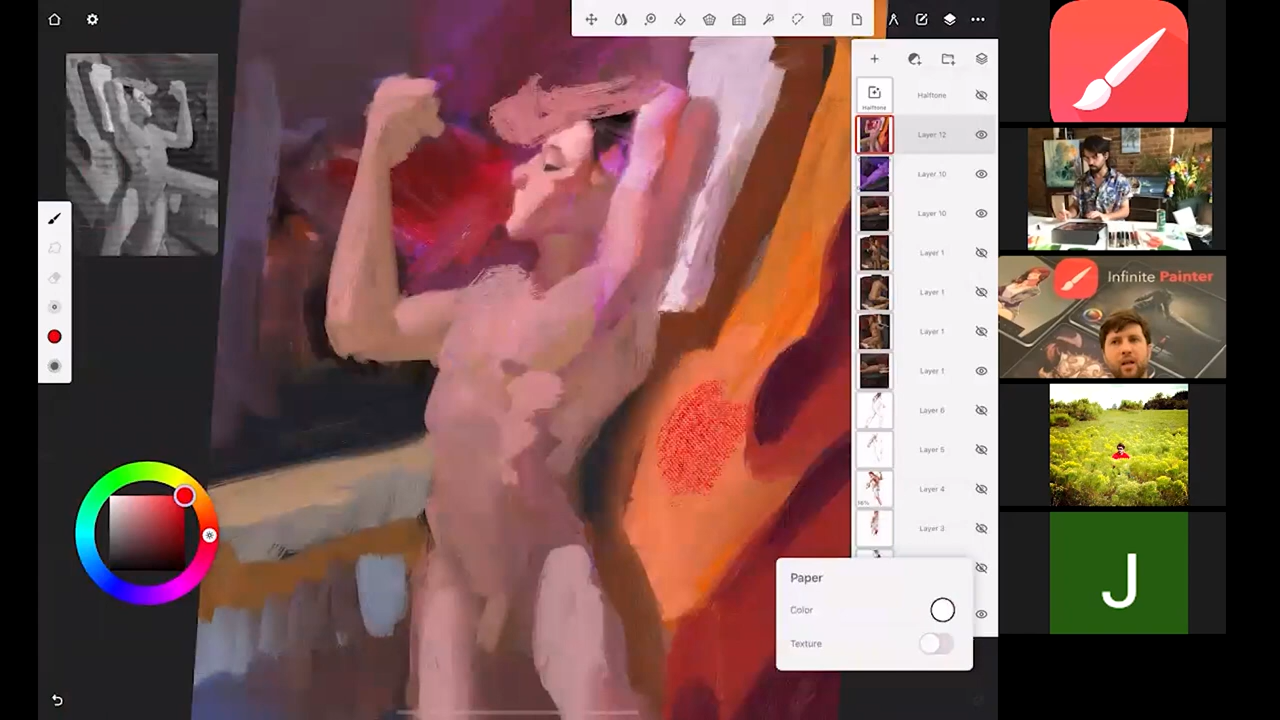 Halftone
Halftone
Layer 12
Layer 10
Layer 10
Layer 1
Layer 1
Layer 1
Layer 1
Layer 6
Layer 5
Layer 4
Layer 3
Paper
Color
Texture
Infinite Painter
J